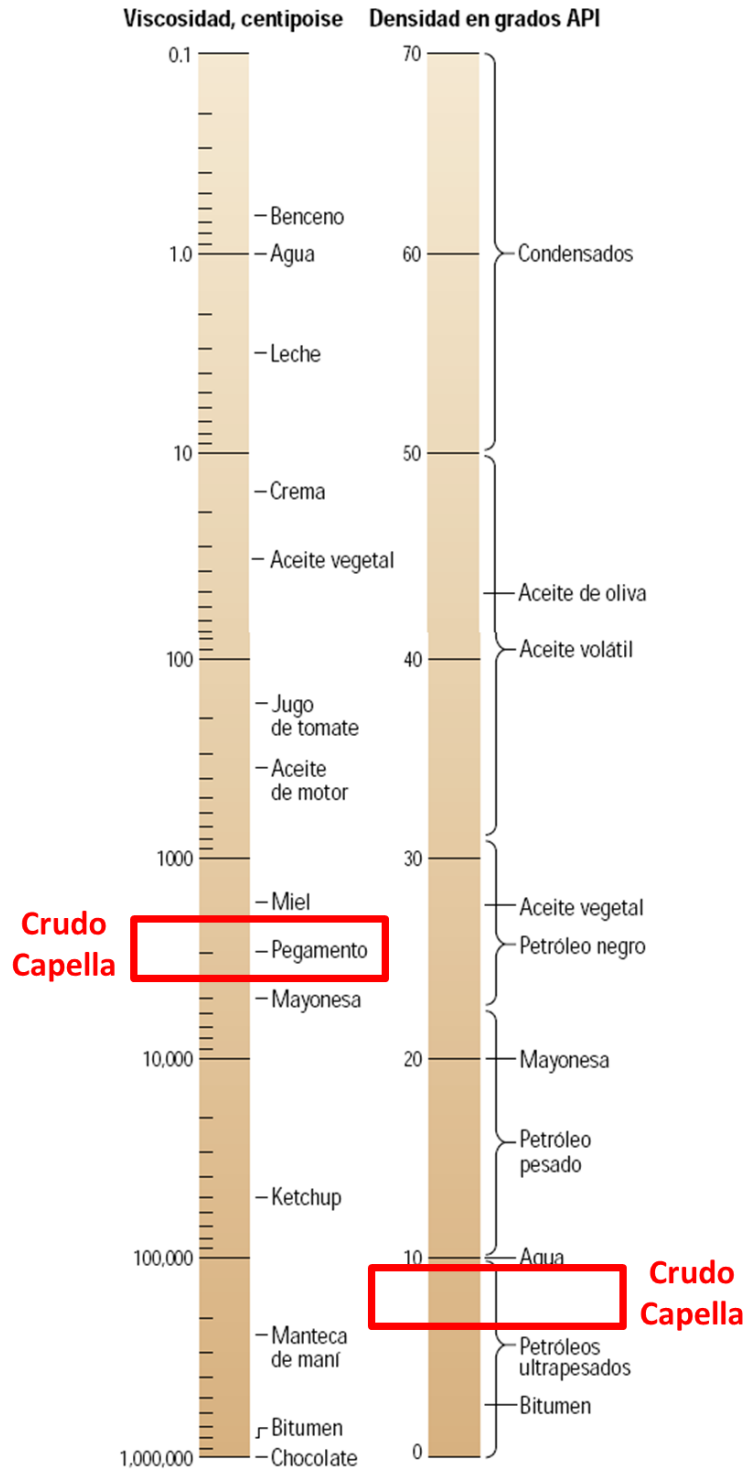 Viscosidad, centipoise
Densidad en grados API
0.1
Benceno
1.0
Agua
Leche
10
Crema
Aceite vegetal
100
Jugo
de tomate
Aceite
de motor
1000
Miel
Crudo
Capella
Pegamento
Mayonesa
10,000
Ketchup
100,000
Manteca
de maní
Bitumen
1,000,000
Chocolate
70
60
Condensados
50
Aceite de oliva
Aceite volátil
40
30
Aceite vegetal
Petróleo negro
20
Mayonesa
Petróleo
pesado
10
Agua
Crudo
Capella
Petróleos
ultrapesados
Bitumen
0